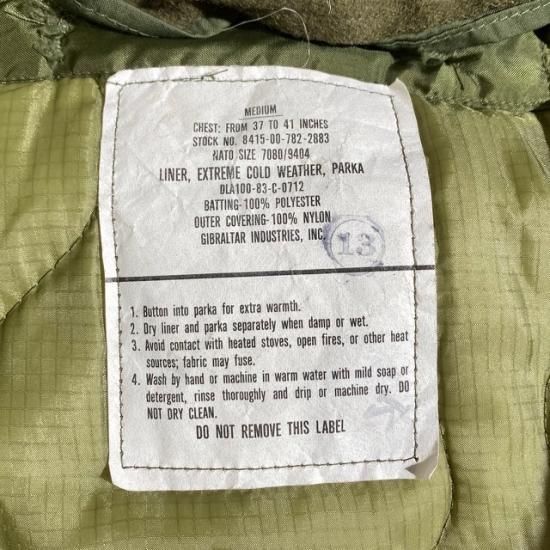 MEDIUM
CHEST: FROM 37 TO 41 INCHES
STOCK NO. 8415-00-782-2883
NATO SIZE 7080/9404
LINER, EXTREME COLD WEATHER, PARKA
DLA100-83-C-0712
BATTING-100% POLYESTER
OUTER COVERING-100% NYLON
GIBRALTAR INDUSTRIES, INC.
13
1. Button into parka for extra warmth.
2. Dry liner and parka separately when damp or wet.
3. Avoid contact with heated stoves, open fires, or other heat
sources; fabric may fuse.
4. Wash by hand or machine in warm water with mild soap or
detergent, rinse thoroughly and drip or machine dry. DO
NOT DRY CLEAN.
DO NOT REMOVE THIS LABEL